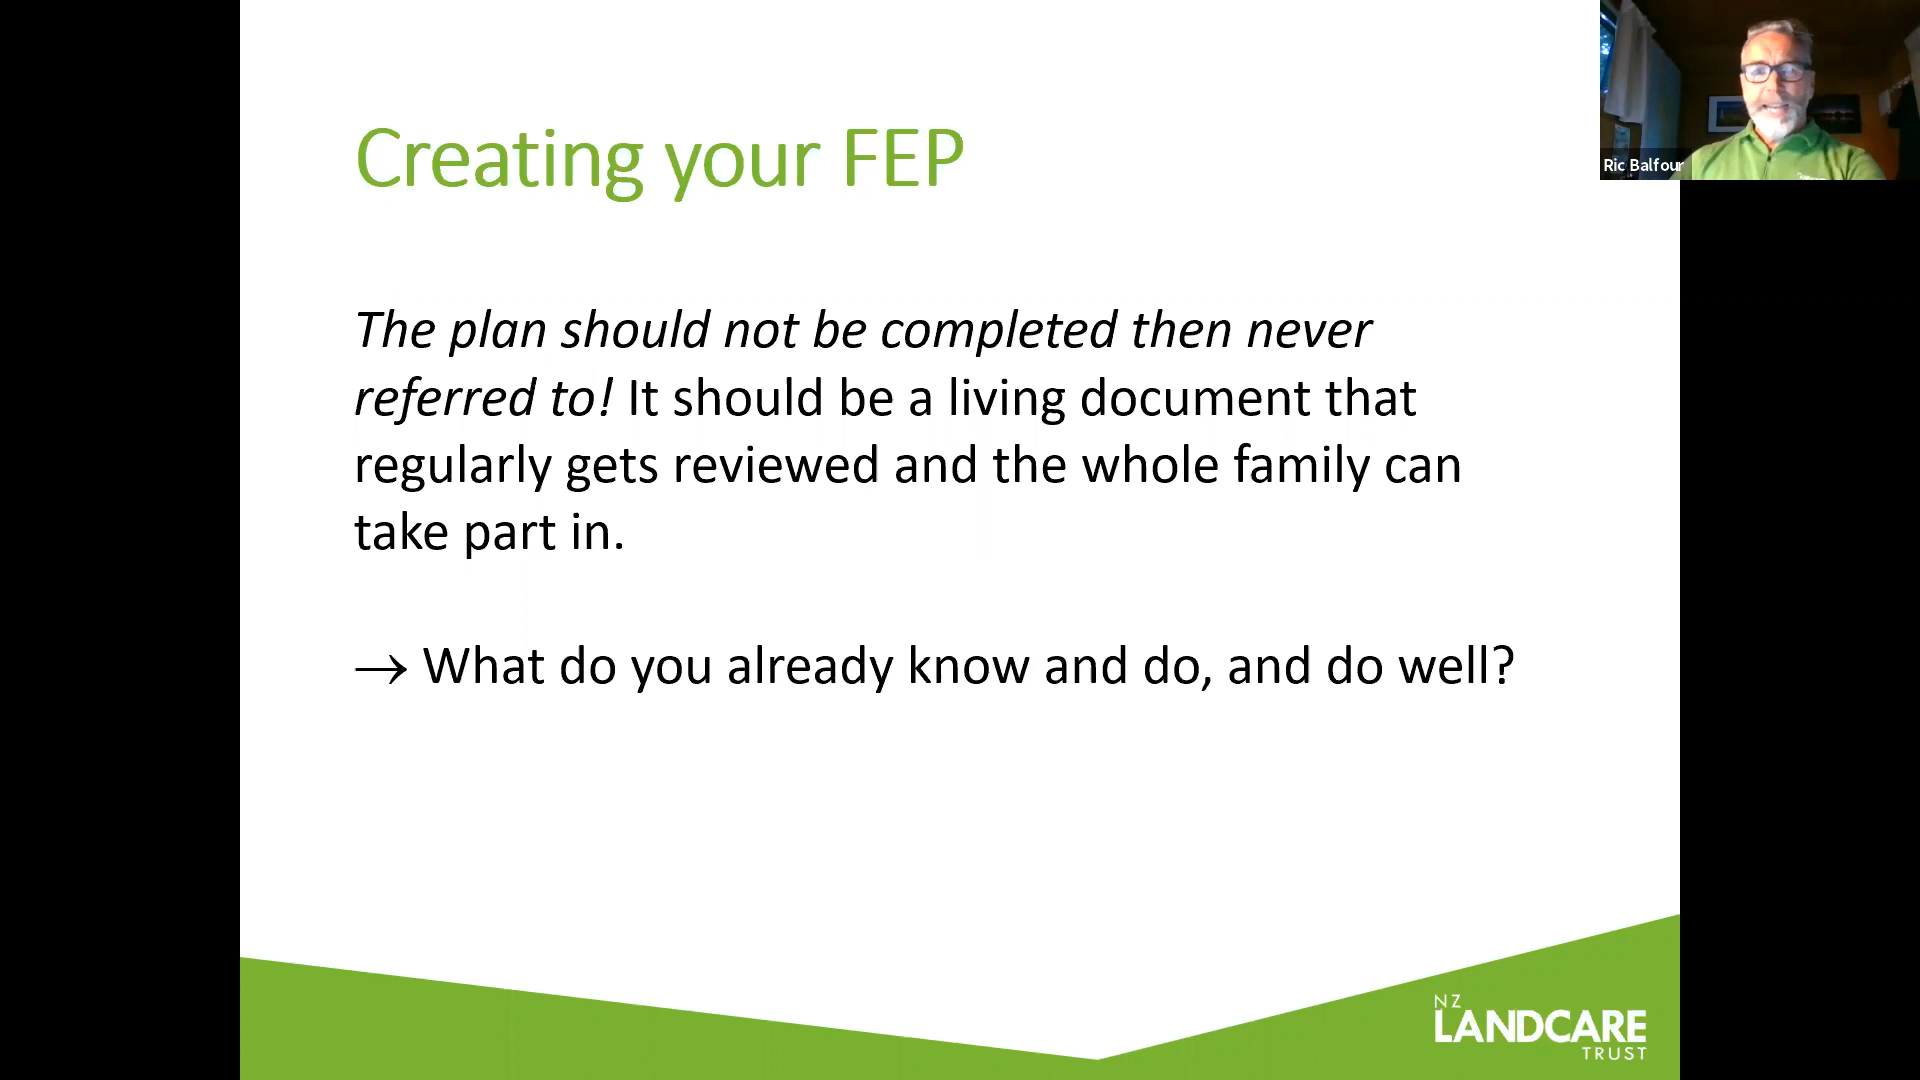 Creating your FEP
The plan should not be completed then never
referred to! It should be a living document that
regularly gets reviewed and the whole family can
take part in.
→ What do you already know and do, and do well?
Ric Balfour
NZ
LANDCARE
TRUST